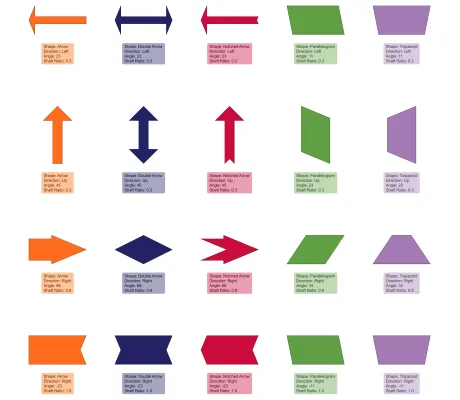 Shape: Arrow
Direction: Left
Angle: 23
Shaft Ratio: 0.3
Shape: Double Arrow
Direction: Left
Angle: 23
Shaft Ratio: 0.3
Shape: Notched Arrow
Direction: Left
Angle: 23
Shaft Ratio: 0.3
Shape: Parallelogram
Direction: Left
Angle: 11
Shaft Ratio: 0.3
Shape: Trapezoid
Direction: Left
Angle: 11
Shaft Ratio: 0.3
Shape: Arrow
Direction: Up
Angle: 45
Shaft Ratio: 0.3
Shape: Double Arrow
Direction: Up
Angle: 45
Shaft Ratio: 0.3
Shape: Notched Arrow
Direction: Up
Angle: 45
Shaft Ratio: 0.3
Shape: Parallelogram
Direction: Up
Angle: 23
Shaft Ratio: 0.3
Shape: Trapezoid
Direction: Up
Angle: 23
Shaft Ratio: 0.3
Shape: Arrow
Direction: Right
Angle:
Shaft Ratio: 0.8
Shape: Double Arrow
Direction: Right
Angle:
Shaft Ratio: 0.8
Shape: Notched Arrow
Direction: Right
Angle:
Shaft Ratio: 0.8
Shape: Parallelogram
Direction: Right
Angle: 34
Shaft Ratio: 0.8
Shape: Trapezoid
Direction: Right
Angle: 34
Shaft Ratio: 0.8
Shape: Arrow
Direction: Right
Angle: -23
Shaft Ratio: 1.0
Shape: Double Arrow
Direction: Right
Angle: -23
Shaft Ratio: 1.0
Shape: Notched Arrow
Direction: Right
Angle: -23
Shaft Ratio: 1.0
Shape: Parallelogram
Direction: Right
Angle: -11
Shaft Ratio: 1.0
Shape: Trapezoid
Direction: Right
Angle: -11
Shaft Ratio: 1.0